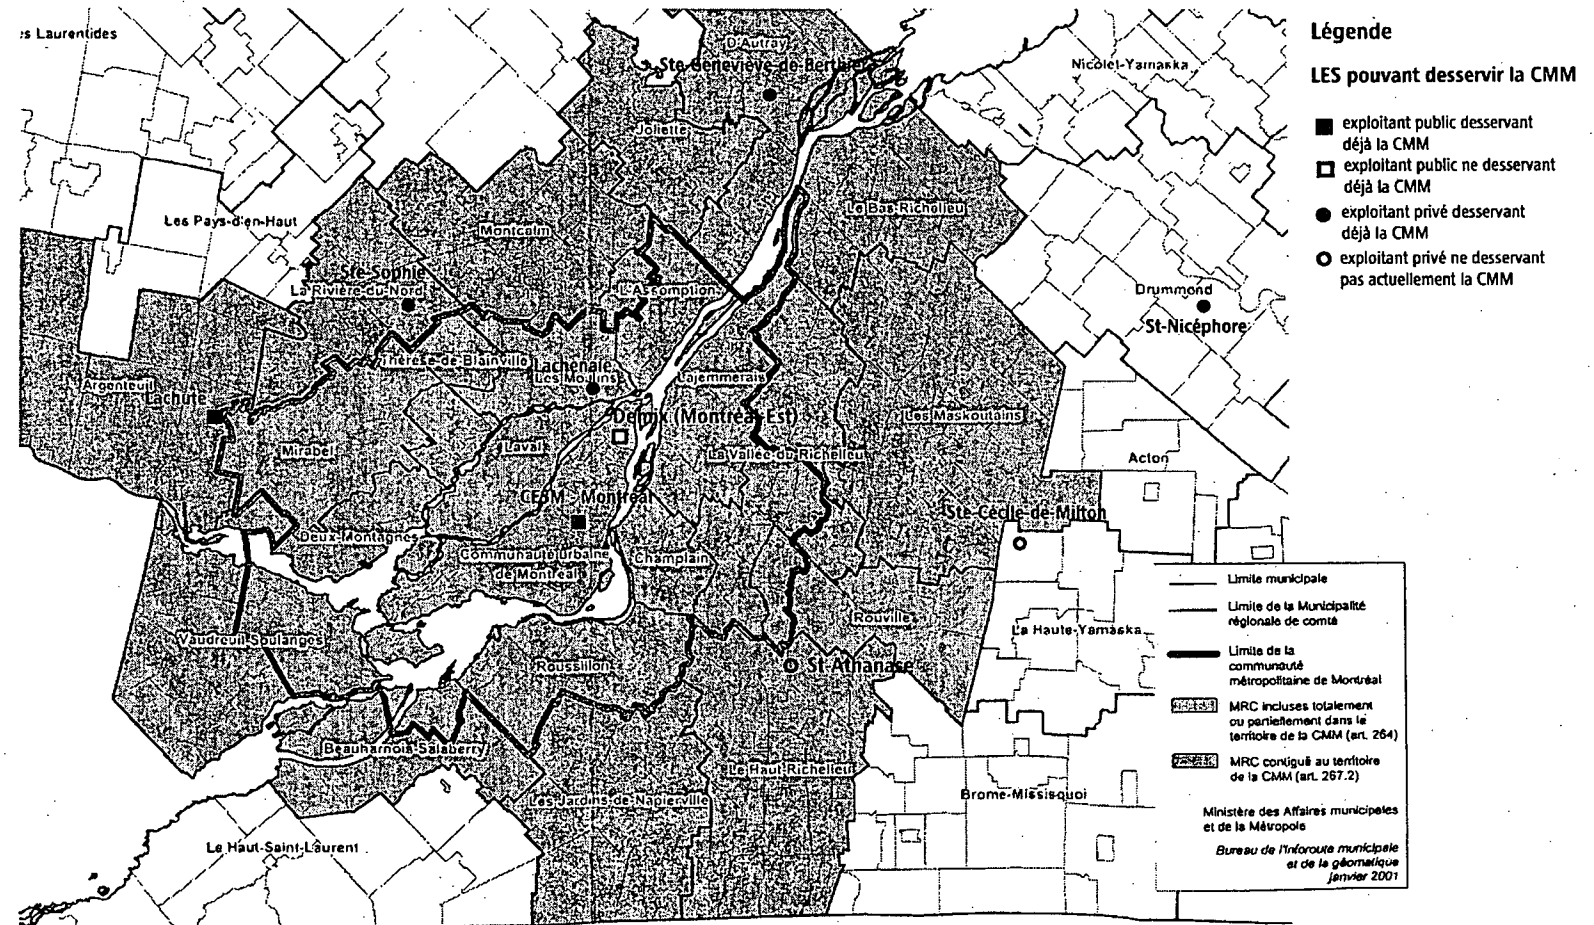 es Laurentides
D'Autray
Ste-Geneviève-de-Berthier
Nicolet-Yamaska
Joliette
Les Pays-d'en-Haut
Montcalm
Le Bas-Richelieu
Ste-Sophie
La Rivière-du-Nord
L'Assomption
Drummond
St-Nicéphore
Thérèse-de-Blainville
Lachenaie
Les Moulins
Lajemmerais
Argenteuil
Lachute
Demix (Montréal-Est)
Les Maskoutains
Mirabel
Laval
La Vallée-du-Richelieu
Acton
CESM - Montréal
Ste-Cécile-de-Milton
Deux-Montagnes
Communauté Urbaine
de Montréal
Champlain
Rouville
La Haute-Yamaska
Vaudreuil-Soulanges
Roussillon
St-Athanase
Beauharnois-Salaberry
Le Haut-Richelieu
Les Jardins-de-Napierville
Brome-Missisquoi
Le Haut-Saint-Laurent
Légende
LES pouvant desservir la CMM
exploitant public desservant
déjà la CMM
exploitant public ne desservant
déjà la CMM
exploitant privé desservant
déjà la CMM
exploitant privé ne desservant
pas actuellement la CMM
Limite municipale
Limite de la Municipalité
régionale de comté
Limite de la
communauté
métropolitaine de Montréal
MRC incluses totalement
ou partiellement dans le
territoire de la CMM (art. 264)
MRC contiguë au territoire
de la CMM (art. 267.2)
Ministère des Affaires municipales
et de la Métropole
Bureau de l'inforoute municipale
et de la géomatique
janvier 2001